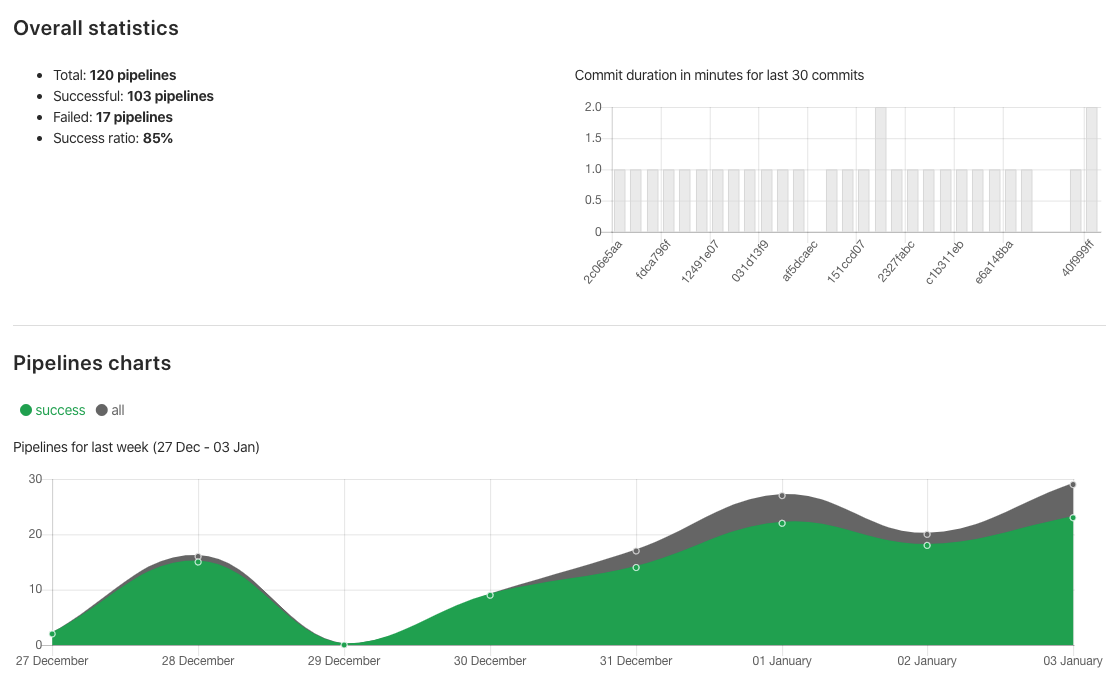 Overall statistics
Total: 120 pipelines
Successful: 103 pipelines
Failed: 17 pipelines
Success ratio: 85%
Commit duration in minutes for last 30 commits
2.0
1.5
1.0
0.5
0
2c06e5aa
fdca796f
12491e07
031d13f9
af5dcaec
151ccd07
2327fabc
c1b311eb
e6a148ba
40f999ff
Pipelines charts
success all
Pipelines for last week (27 Dec - 03 Jan)
30
20
10
0
27 December 28 December 29 December 30 December 31 December 01 January 02 January 03 January